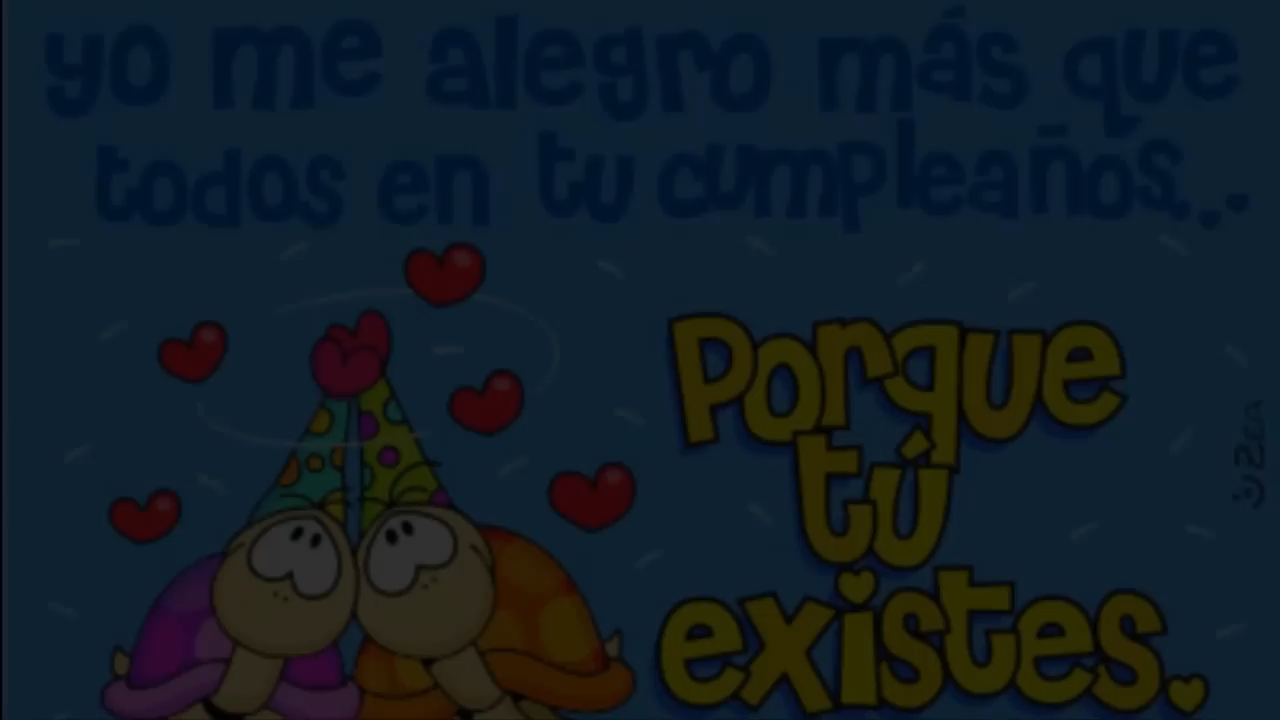 yo me alegro más que
todos en tu cumpleaños...
Porque
tú
existes.